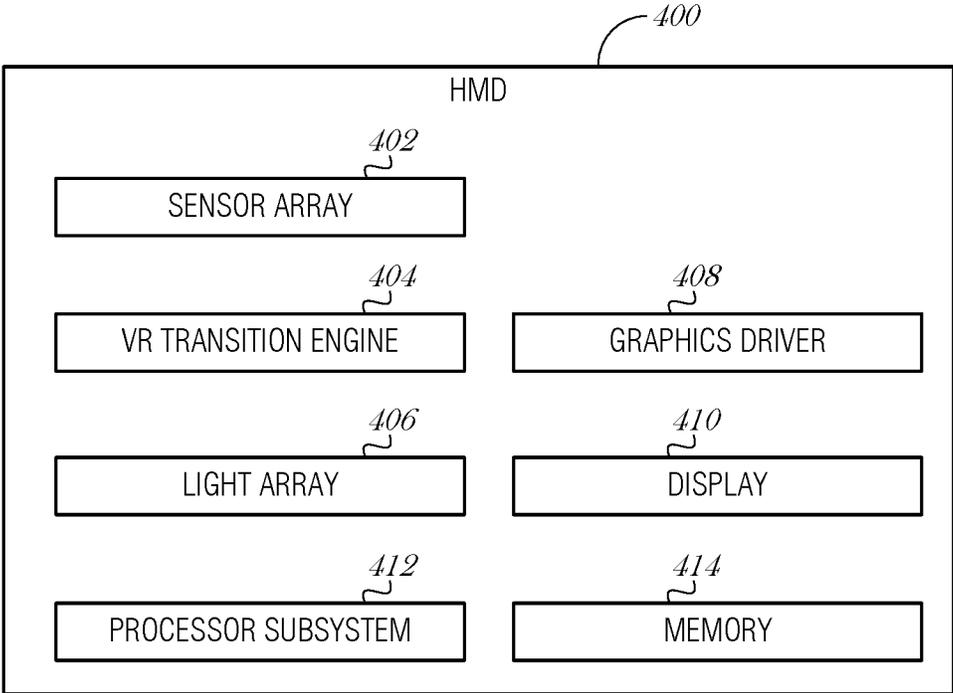 400
HMD
402
SENSOR ARRAY
404
408
VR TRANSITION ENGINE
GRAPHICS DRIVER
406
410
LIGHT ARRAY
DISPLAY
412
414
PROCESSOR SUBSYSTEM
MEMORY